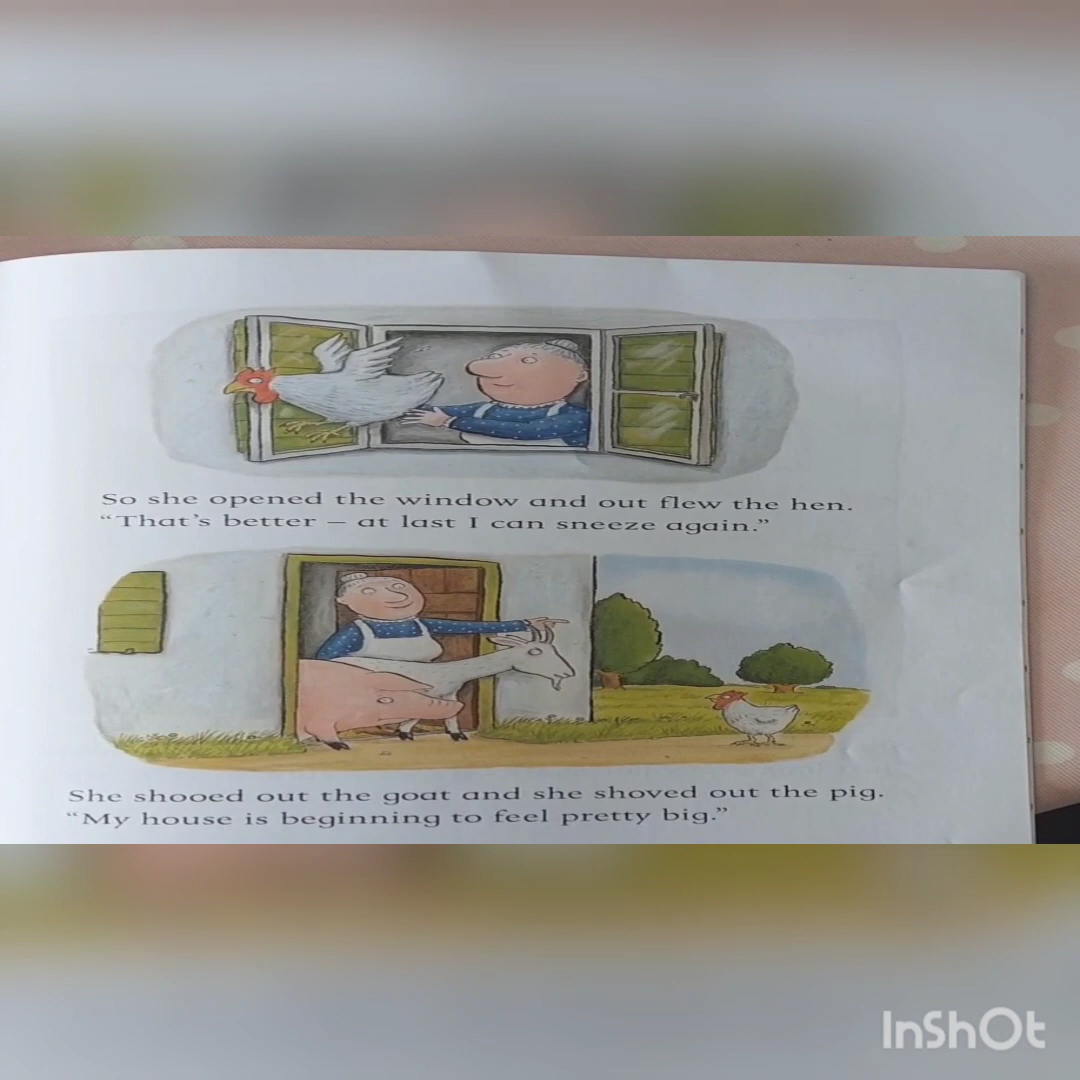 So she opened the window and out flew the hen.
“That’s better – at last I can sneeze again.”
She shooed out the goat and she shoved out the pig.
“My house is beginning to feel pretty big.”
InShOt